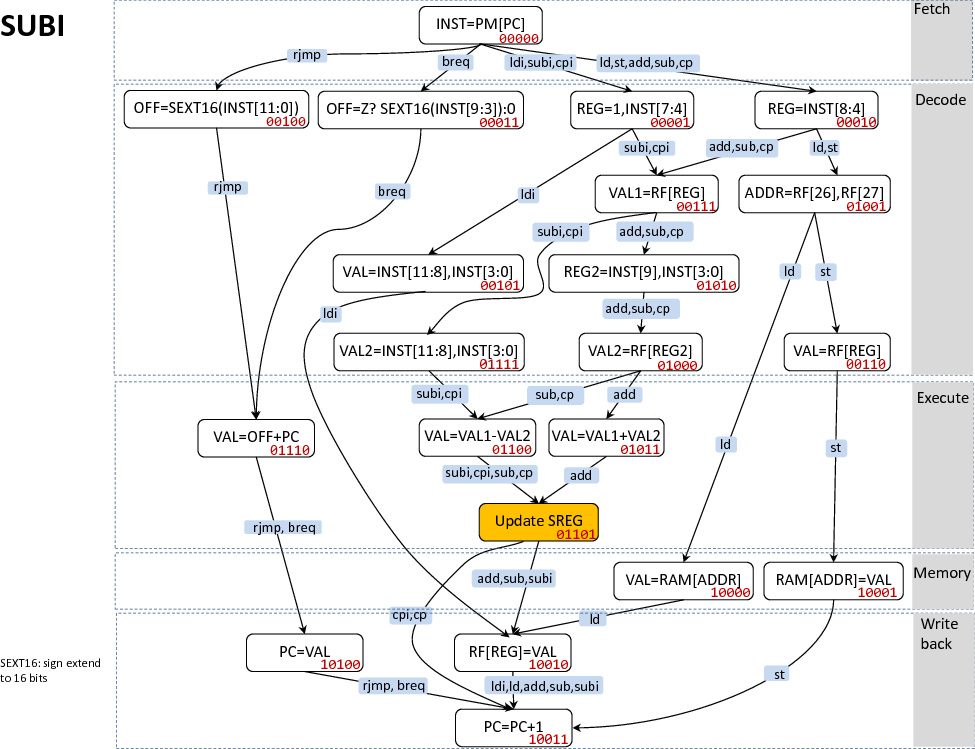 SUBI
Fetch
INST=PM[PC]
00000
rjmp
breq
ldi,subi,cpi
ld,st,add,sub,cp
Decode
OFF=SEXT16(INST[11:0])
00100
OFF=Z? SEXT16(INST[9:3]):0
00011
REG=1,INST[7:4]
00001
REG=INST[8:4]
00010
subi,cpi
add,sub,cp
ld,st
rjmp
breq
ldi
VAL1=RF[REG]
00111
ADDR=RF[26],RF[27]
01001
subi,cpi
add,sub,cp
VAL=INST[11:8],INST[3:0]
00101
REG2=INST[9],INST[3:0]
01010
ld
st
ldi
add,sub,cp
VAL2=INST[11:8],INST[3:0]
01111
VAL2=RF[REG2]
01000
VAL=RF[REG]
00110
Execute
subi,cpi
sub,cp
add
VAL=OFF+PC
01110
VAL=VAL1-VAL2
01100
VAL=VAL1+VAL2
01011
ld
st
subi,cpi,sub,cp
add
Update SREG
01101
rjmp, breq
Memory
add,sub,subi
VAL=RAM[ADDR]
10000
RAM[ADDR]=VAL
10001
cpi,cp
ld
Write
back
PC=VAL
10100
RF[REG]=VAL
10010
SEXT16: sign extend
to 16 bits
rjmp, breq
ldi,ld,add,sub,subi
st
PC=PC+1
10011